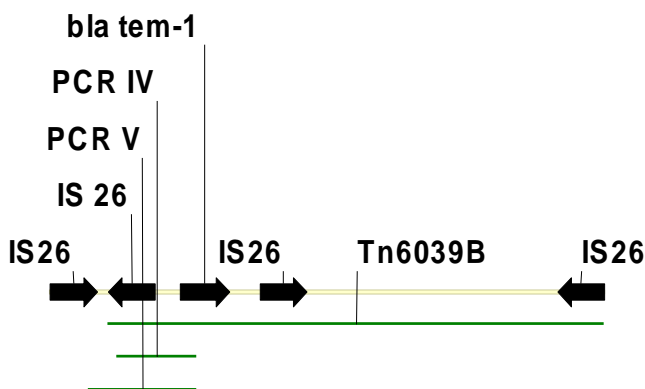 bla tem-1
PCR IV
PCR V
IS 26
IS26 IS26 Tn6039B IS26